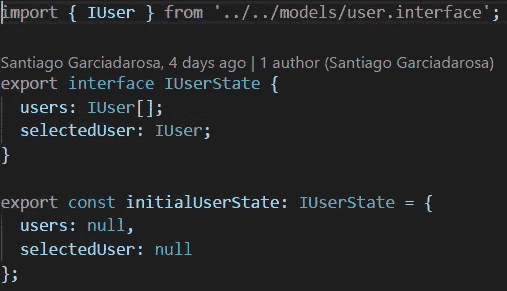 import { IUser } from '../../models/user.interface';
Santiago Garciadarosa, 4 days ago | 1 author (Santiago Garciadarosa)
export interface IUserState {
  users: IUser[];
  selectedUser: IUser;
}
export const initialUserState: IUserState = {
  users: null,
  selectedUser: null
};